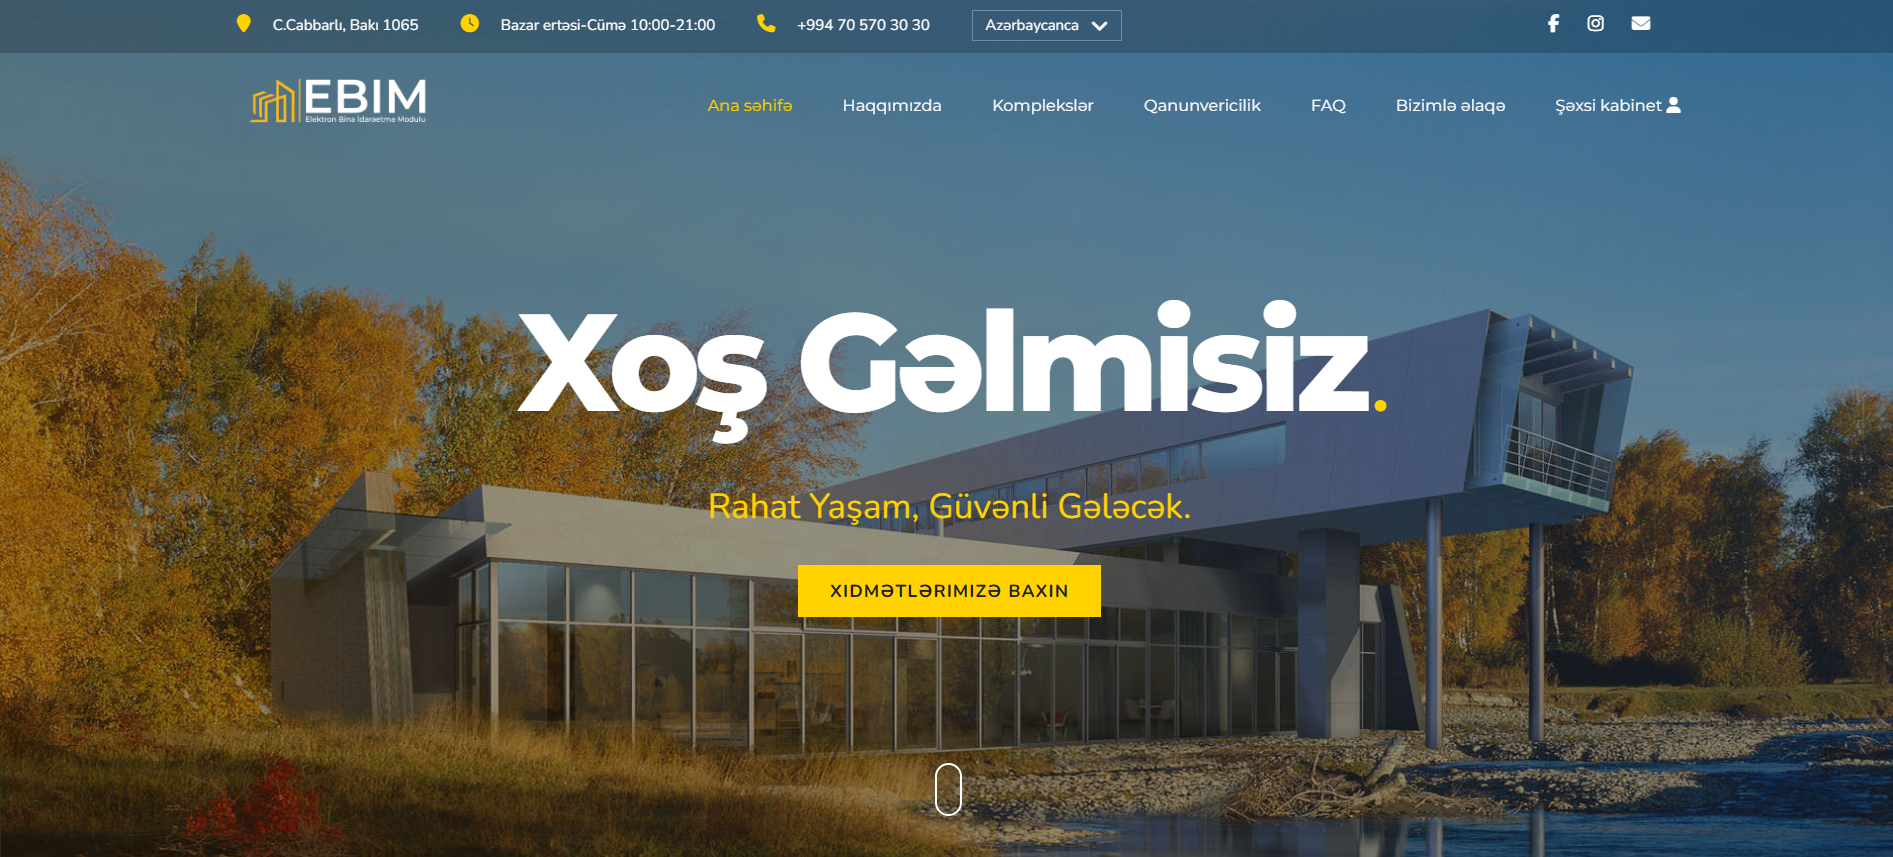 C.Cabbarlı, Bakı 1065
Bazar ertəsi-Cümə 10:00-21:00
+994 70 570 30 30
Azərbaycanca
EBIM
Elektron Bina İdarəetmə Modulu
Ana səhifə
Haqqımızda
Komplekslər
Qanunvericilik
FAQ
Bizimlə əlaqə
Şəxsi kabinet
Xoş Gəlmisiz.
Rahat Yaşam, Güvənli Gələcək.
XIDMƏTLƏRIMIZƏ BAXIN